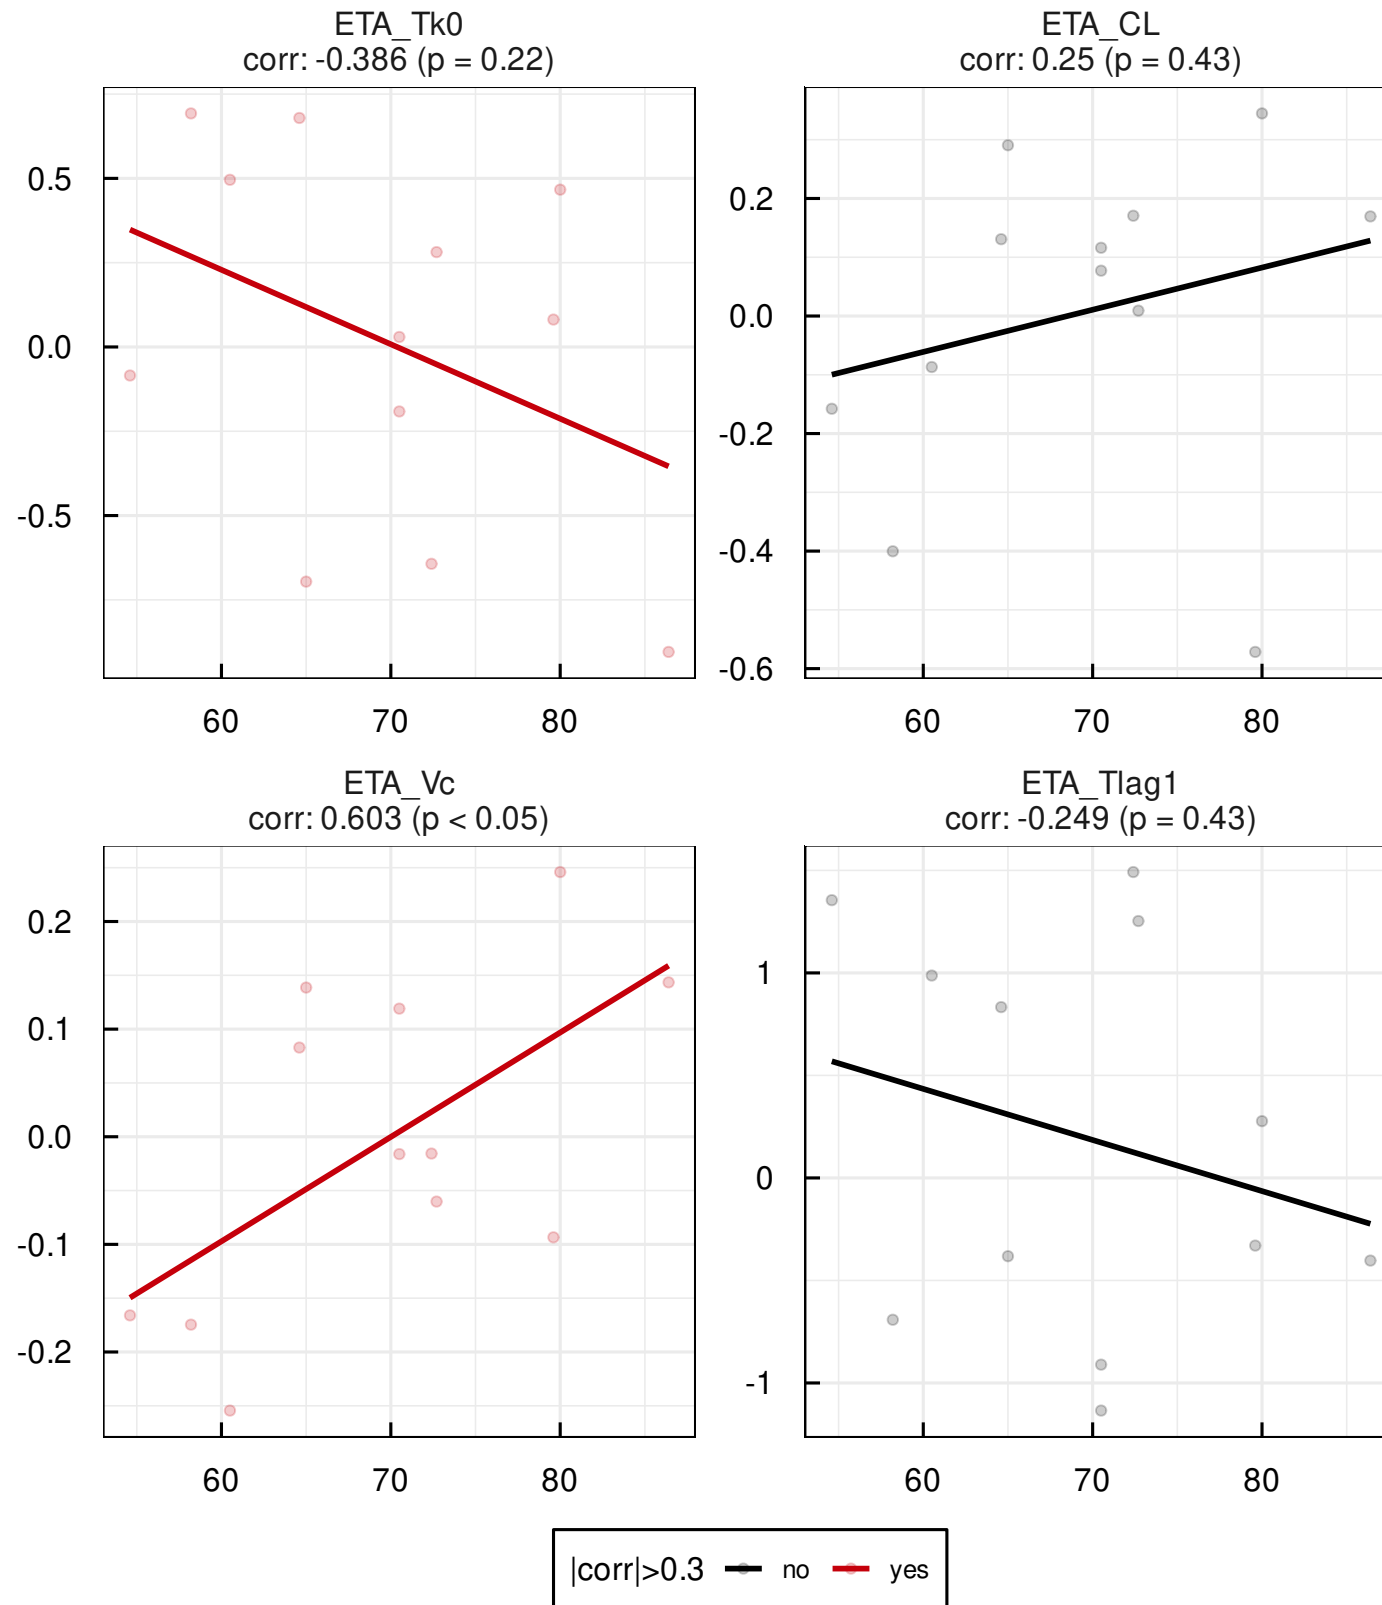 ETA_Tk0
corr: -0.386 (p = 0.22)
0.5
0.0
-0.5
60 70 80
ETA_CL
corr: 0.25 (p = 0.43)
0.2
0.0
-0.2
-0.4
-0.6
60 70 80
ETA_Vc
corr: 0.603 (p < 0.05)
0.2
0.1
0.0
-0.1
-0.2
60 70 80
ETA_Tlag1
corr: -0.249 (p = 0.43)
1
0
-1
60 70 80
|corr|>0.3 no yes